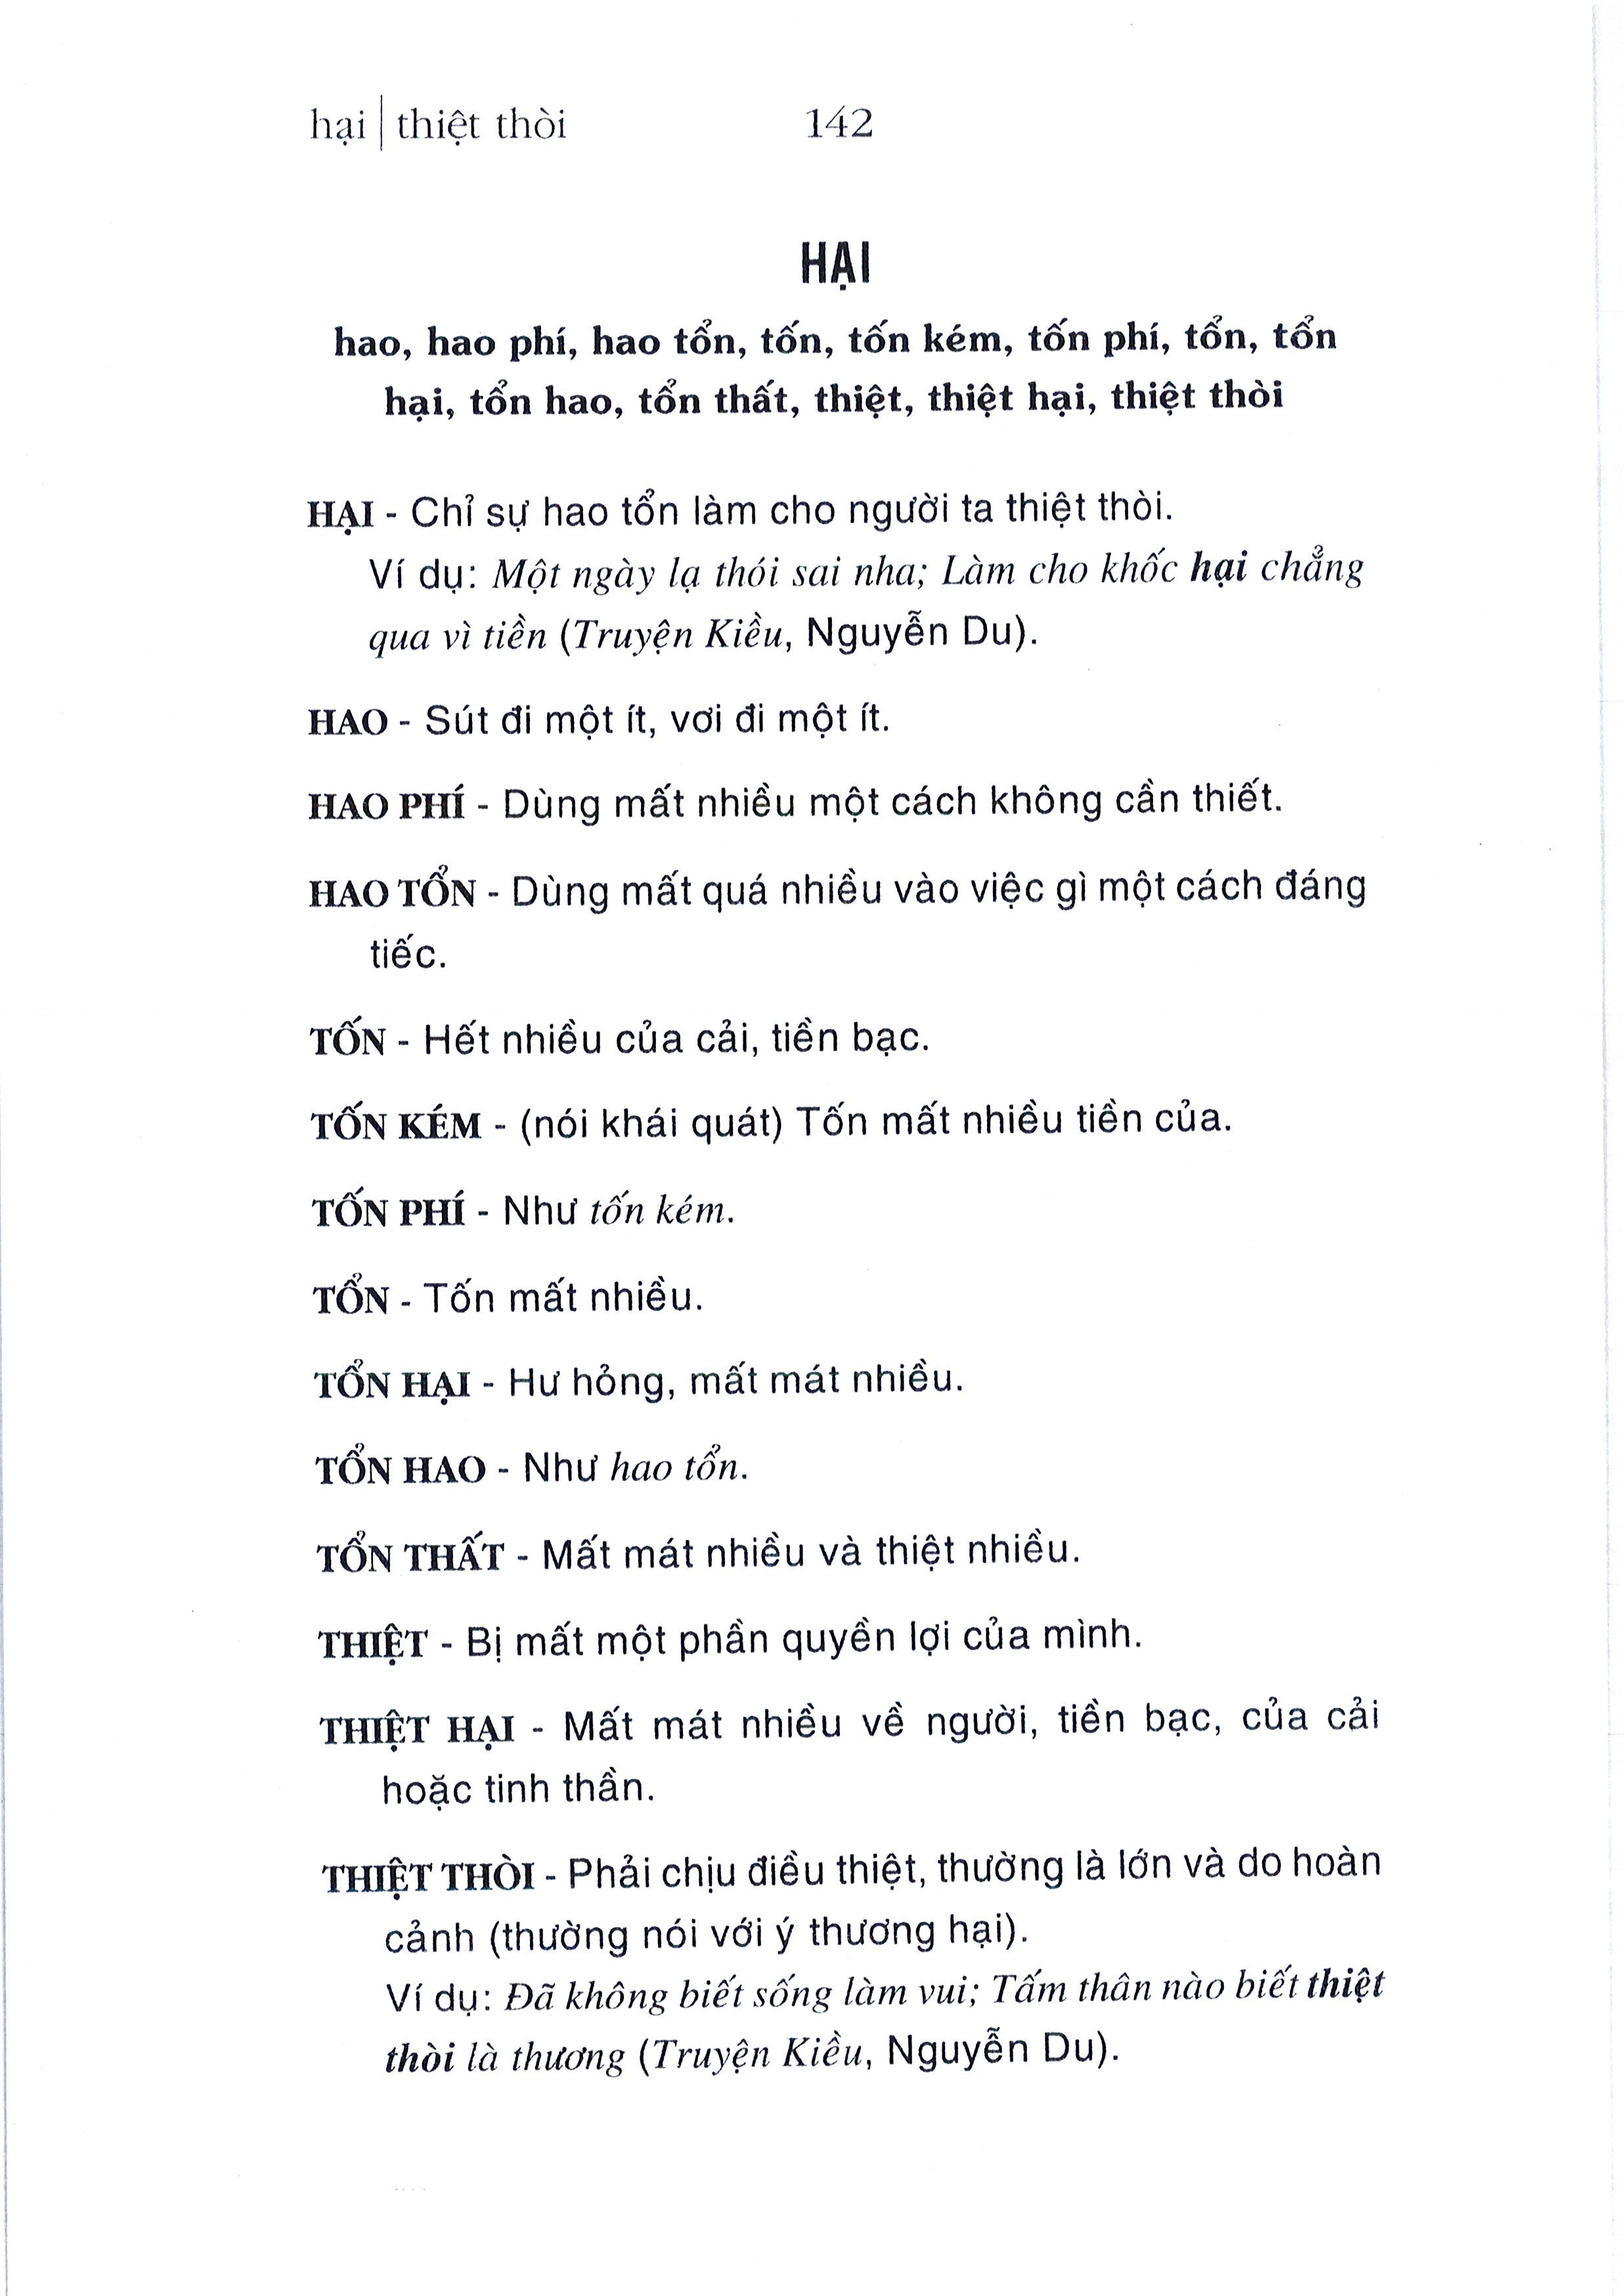 hại | thiệt thòi 142
HẠI
hao, hao phí, hao tổn, tốn, tốn kém, tốn phí, tổn, tổn
hại, tổn hao, tổn thất, thiệt, thiệt hại, thiệt thòi
HẠI - Chỉ sự hao tổn làm cho người ta thiệt thòi.
Ví dụ: Một ngày lạ thói sai nha; Làm cho khốc hại chẳng
qua vì tiền (Truyện Kiều, Nguyễn Du).
HAO - Sút đi một ít, vơi đi một ít.
HAO PHÍ - Dùng mất nhiều một cách không cần thiết.
HAO TỔN - Dùng mất quá nhiều vào việc gì một cách đáng
tiếc.
TỐN - Hết nhiều của cải, tiền bạc.
TỐN KÉM - (nói khái quát) Tốn mất nhiều tiền của.
TỐN PHÍ - Như tốn kém.
TỔN - Tốn mất nhiều.
TỔN HẠI - Hư hỏng, mất mát nhiều.
TỔN HAO - Như hao tổn.
TỔN THẤT - Mất mát nhiều và thiệt nhiều.
THIỆT - Bị mất một phần quyền lợi của mình.
THIỆT HẠI - Mất mát nhiều về người, tiền bạc, của cải
hoặc tinh thần.
THIỆT THÒI - Phải chịu điều thiệt, thường là lớn và do hoàn
cảnh (thường nói với ý thương hại).
Ví dụ: Đã không biết sống làm vui; Tấm thân nào biết thiệt
thòi là thương (Truyện Kiều, Nguyễn Du).